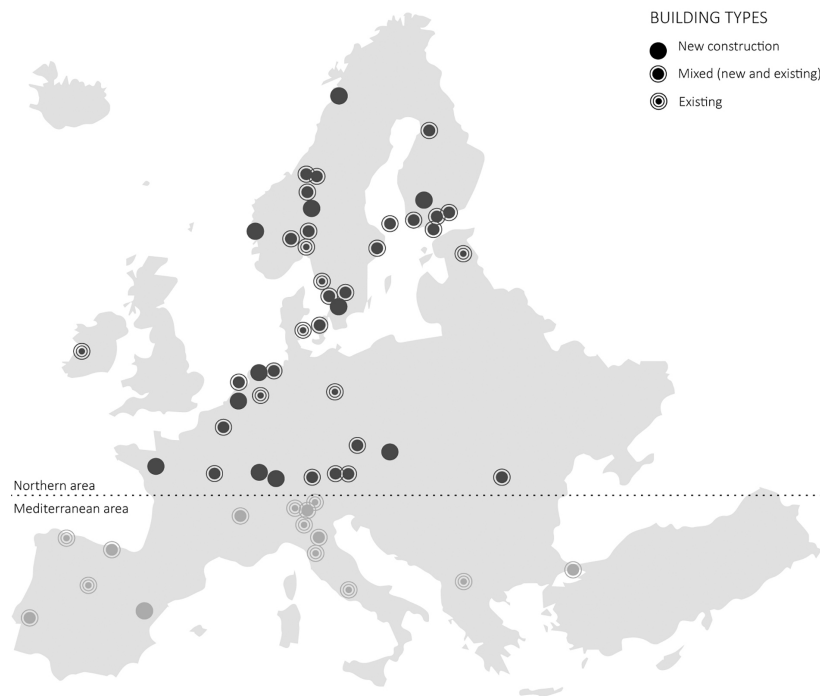 BUILDING TYPES
New construction
Mixed (new and existing)
Existing
Northern area
Mediterranean area